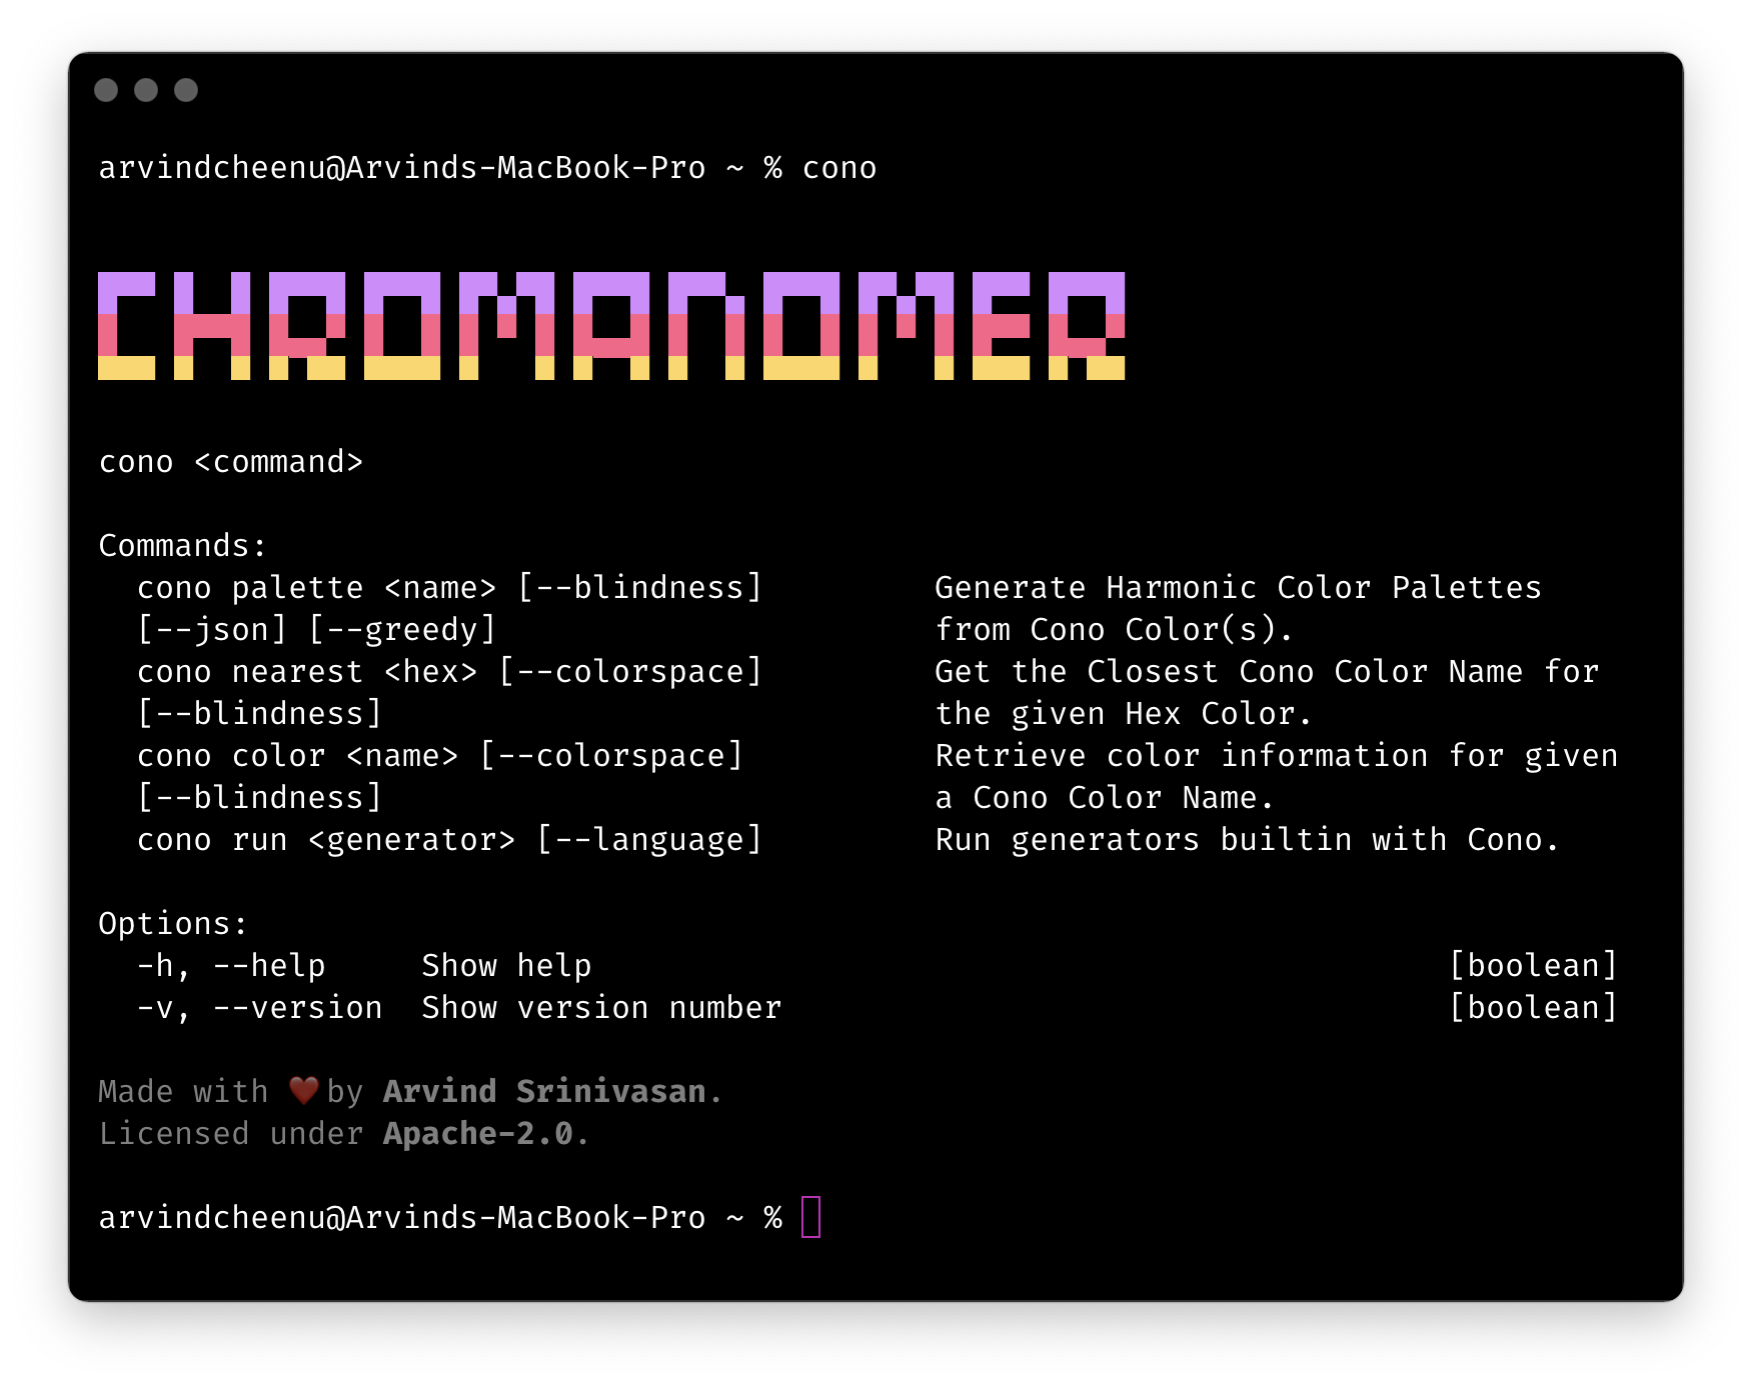 arvindcheenu@Arvinds-MacBook-Pro ~ % cono
CHROMANOMER
cono <command>
Commands:
cono palette <name> [--blindness] Generate Harmonic Color Palettes
[--json] [--greedy] from Cono Color(s).
cono nearest <hex> [--colorspace] Get the Closest Cono Color Name for
[--blindness] the given Hex Color.
cono color <name> [--colorspace] Retrieve color information for given
[--blindness] a Cono Color Name.
cono run <generator> [--language] Run generators builtin with Cono.
Options:
-h, --help Show help [boolean]
-v, --version Show version number [boolean]
Made with ❤️ by Arvind Srinivasan.
Licensed under Apache-2.0.
arvindcheenu@Arvinds-MacBook-Pro ~ %